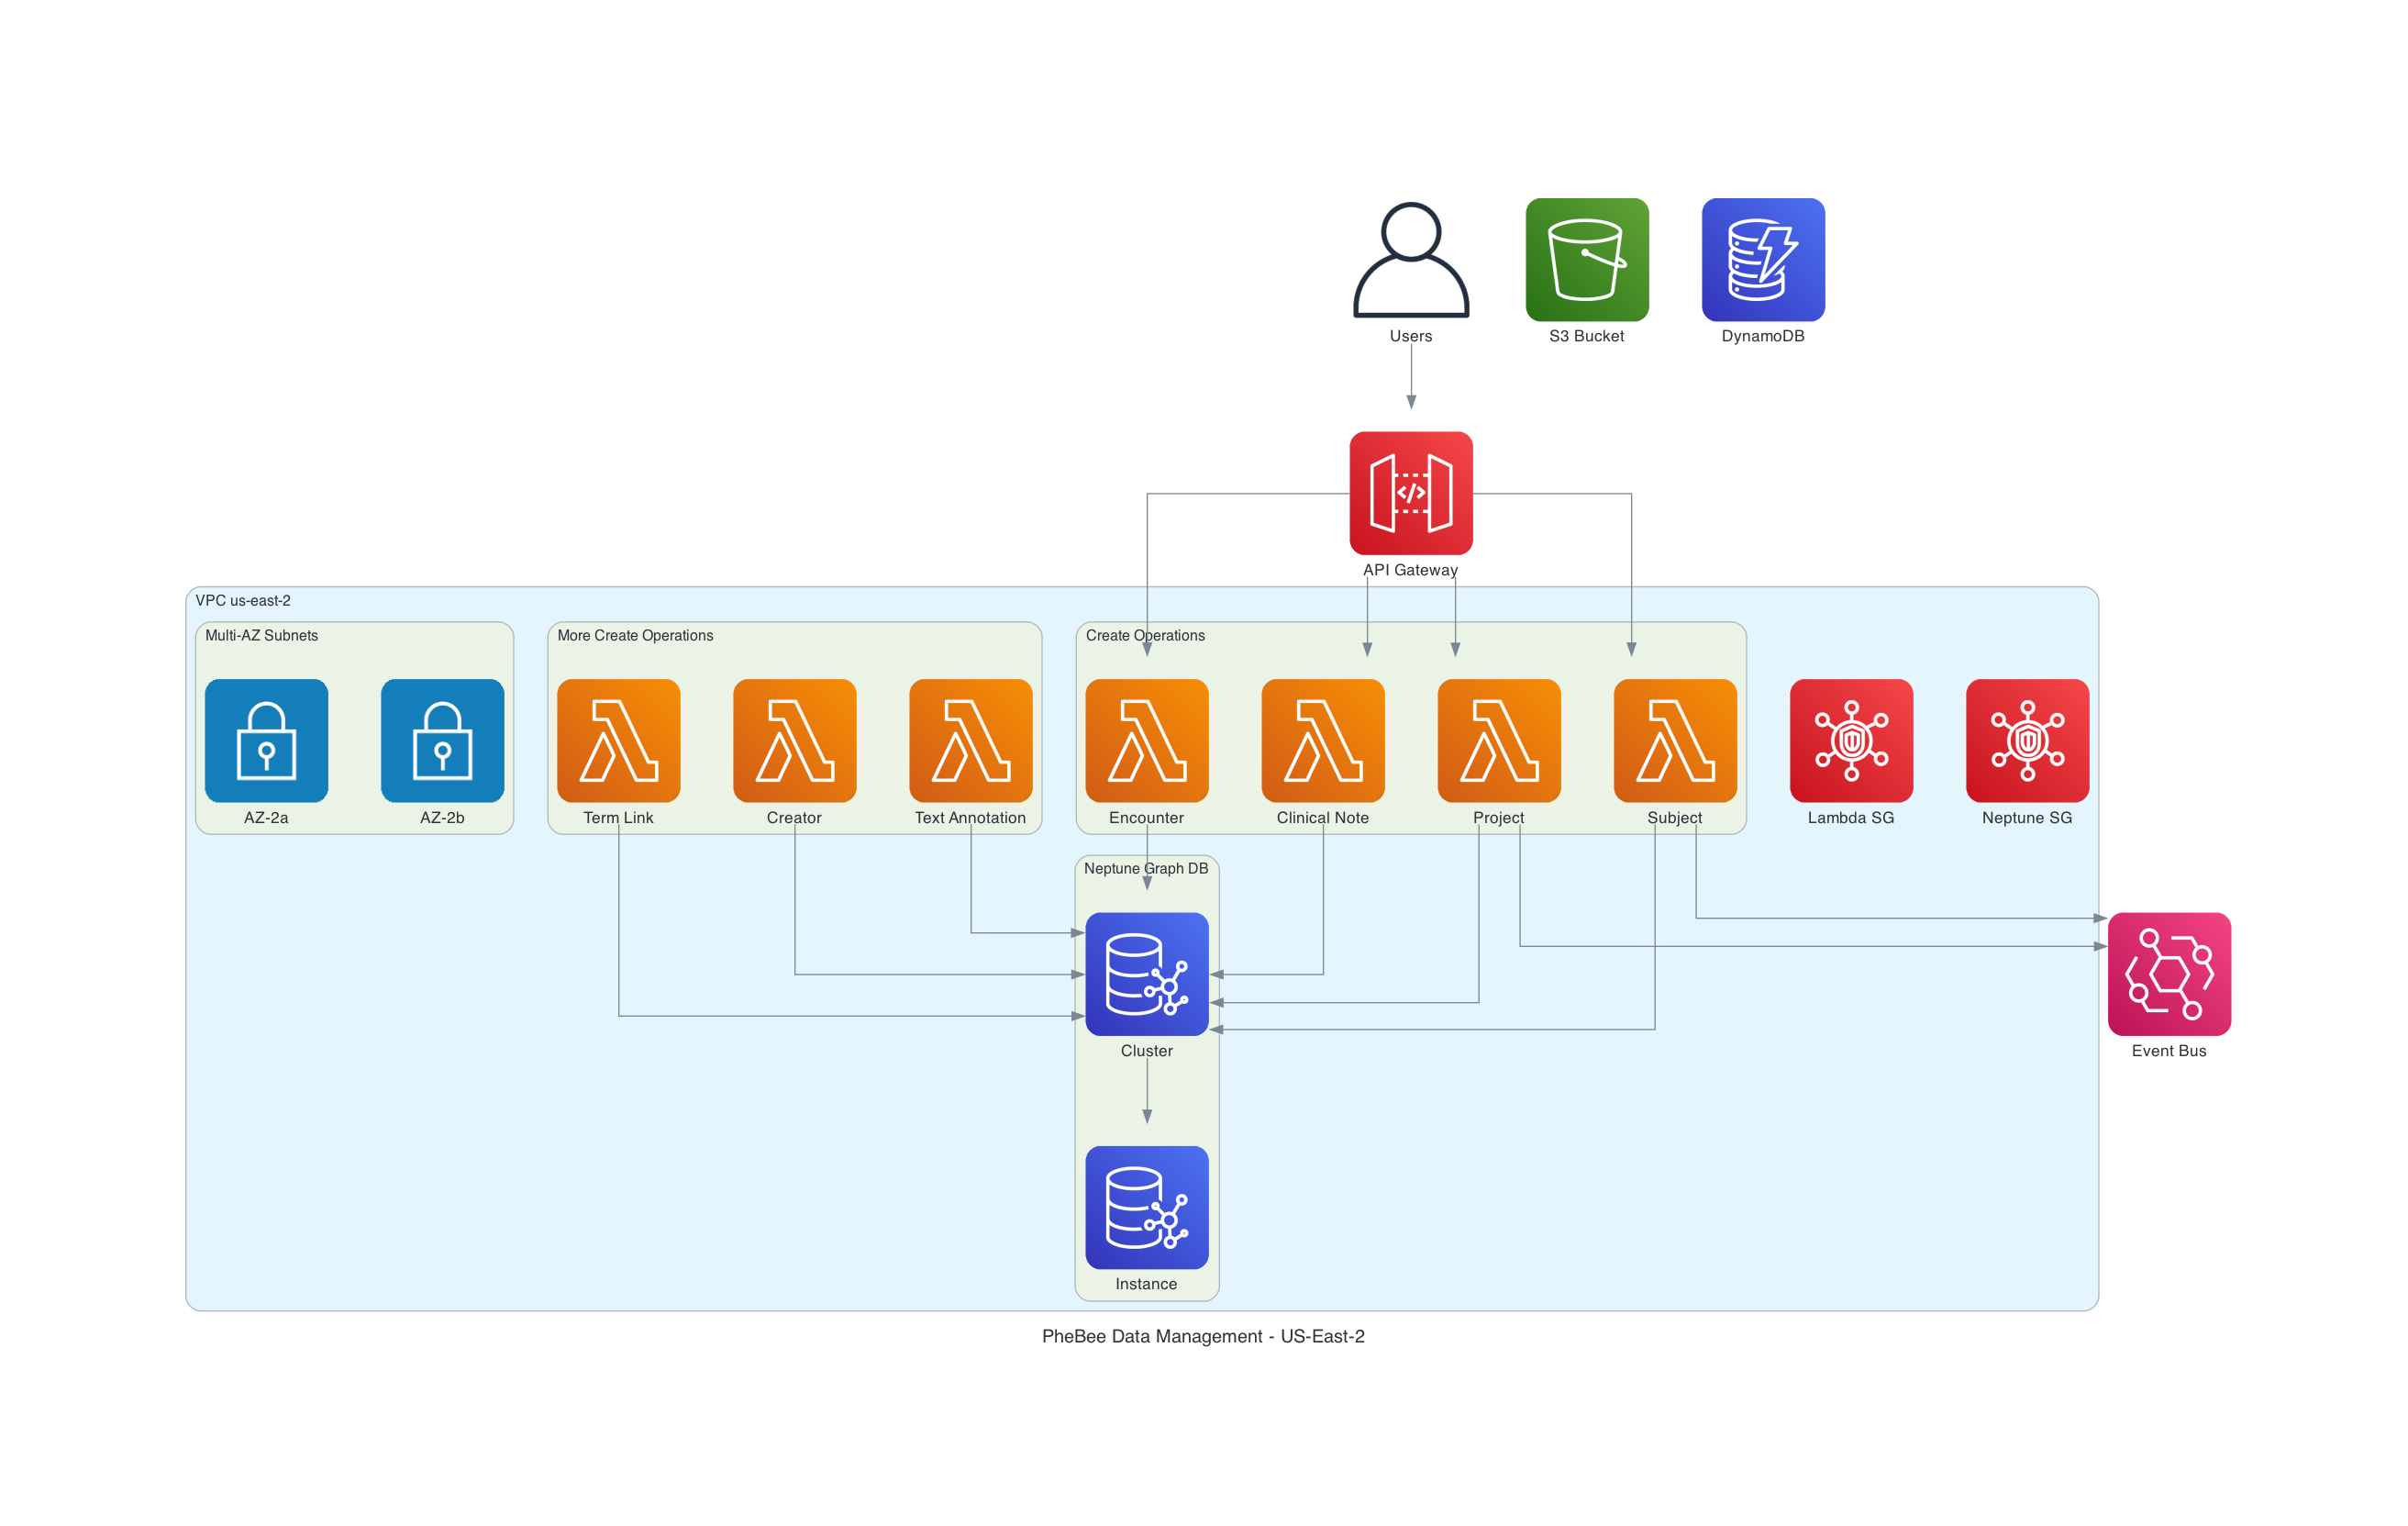 Users
S3 Bucket
DynamoDB
API Gateway
VPC us-east-2
Multi-AZ Subnets
More Create Operations
Create Operations
AZ-2a
AZ-2b
Term Link
Creator
Text Annotation
Encounter
Clinical Note
Project
Subject
Lambda SG
Neptune SG
Neptune Graph DB
Cluster
Event Bus
Instance
PheBee Data Management - US-East-2